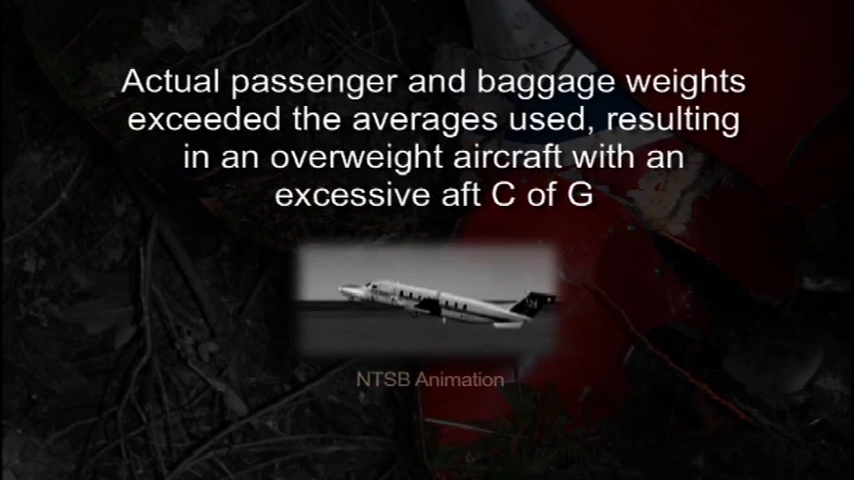 Actual passenger and baggage weights
exceeded the averages used, resulting
in an overweight aircraft with an
excessive aft C of G
NTSB Animation